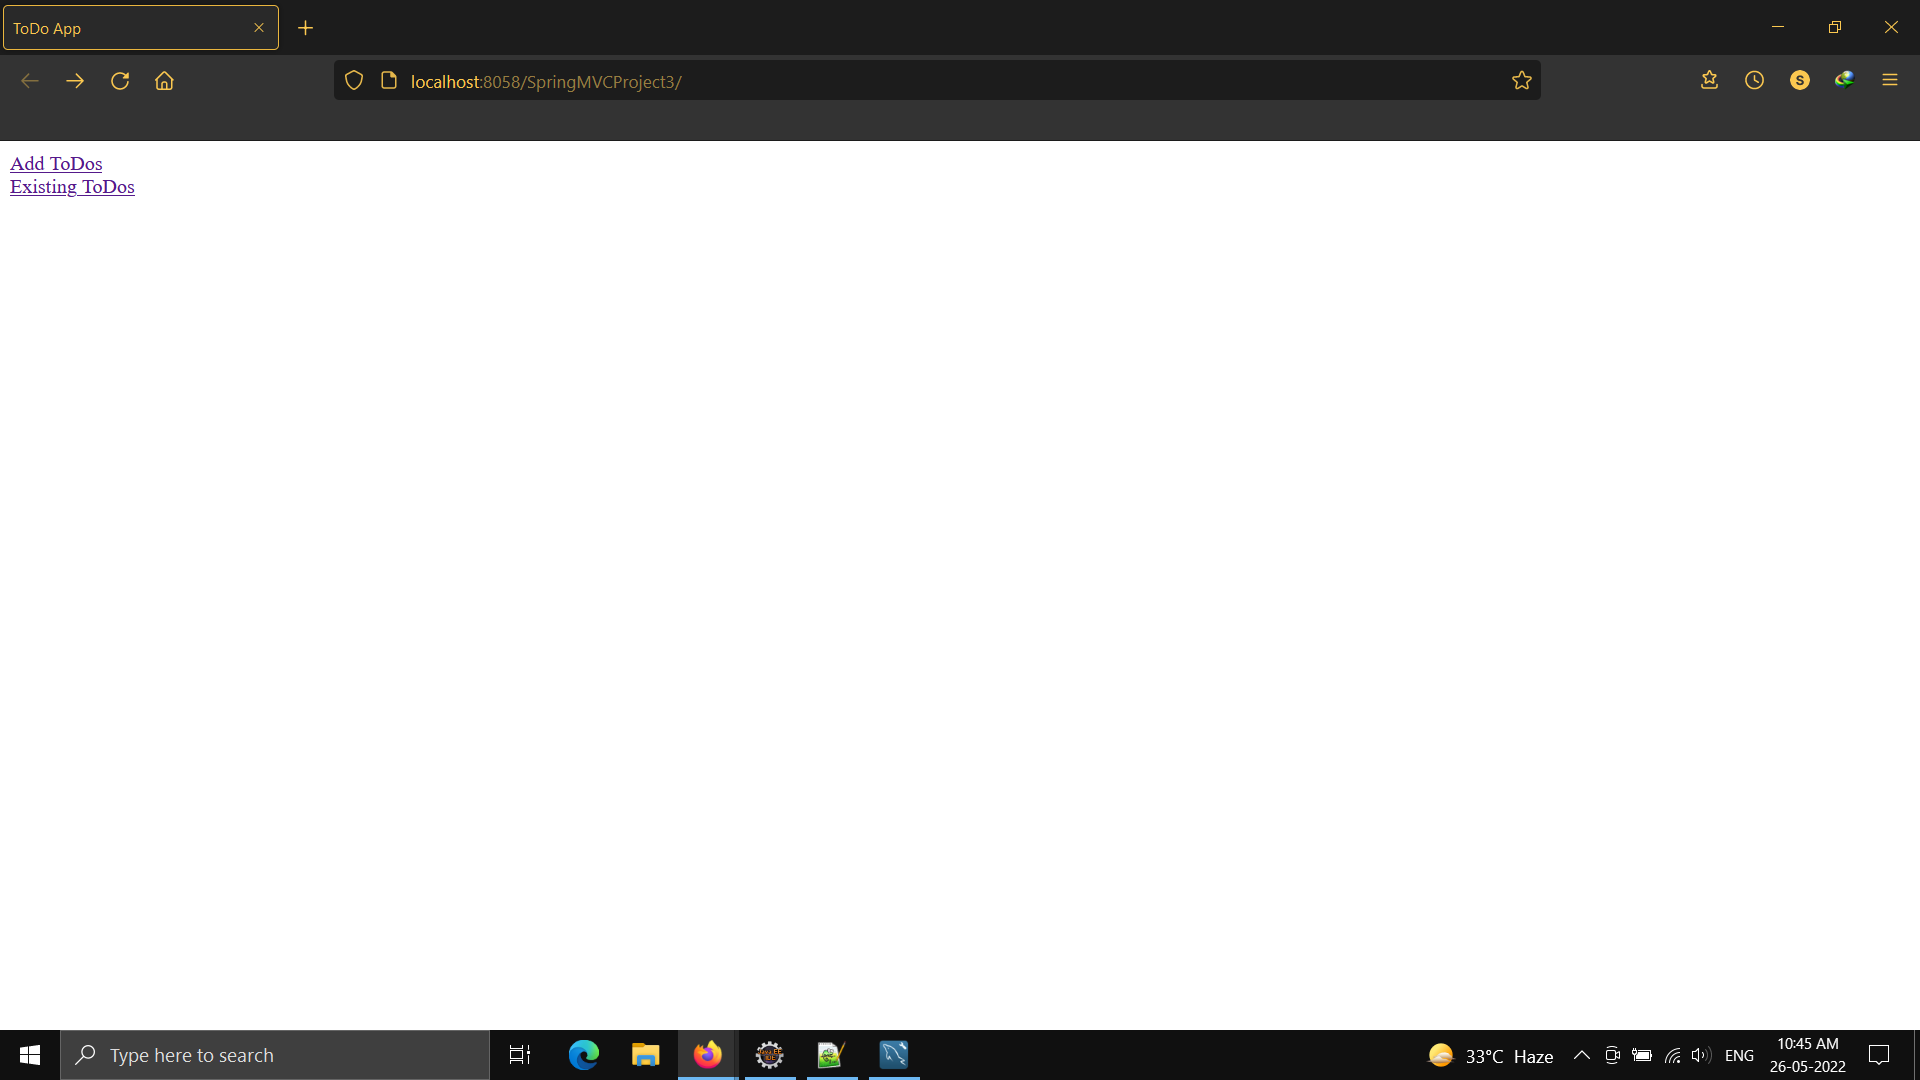 ToDo App
localhost:8058/SpringMVCProject3/
S
Add ToDos
Existing ToDos
Type here to search
33°C Haze
ENG
10:45 AM
26-05-2022